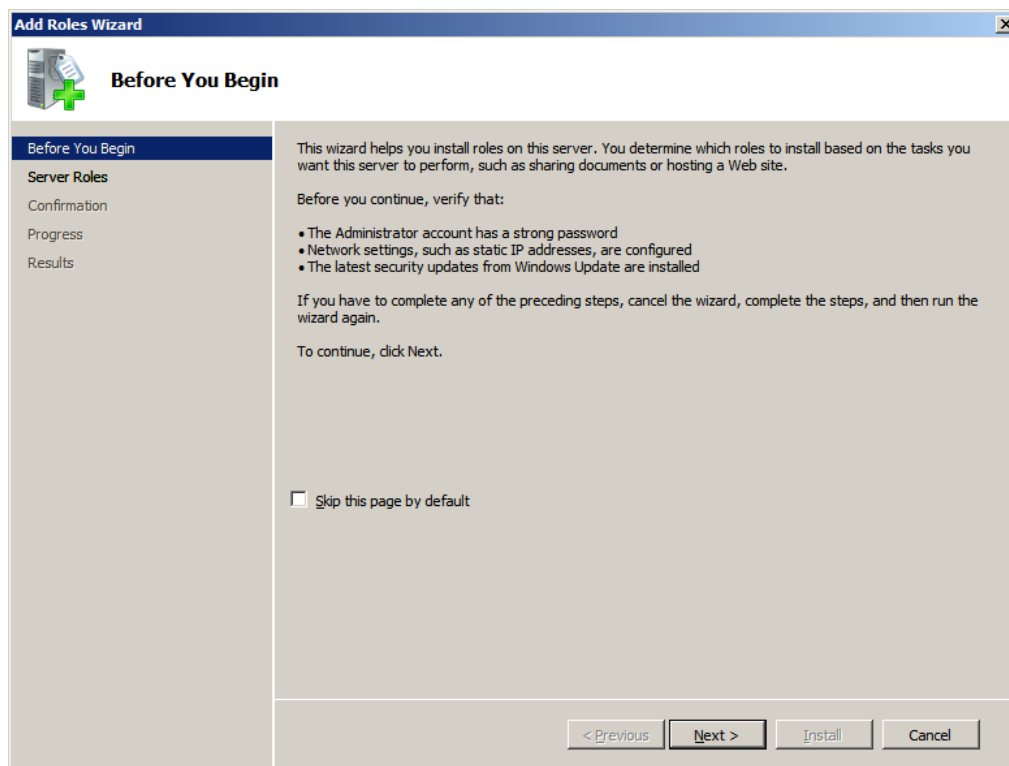 Add Roles Wizard
Before You Begin
Before You Begin
Server Roles
Confirmation
Progress
Results
This wizard helps you install roles on this server. You determine which roles to install based on the tasks you
want this server to perform, such as sharing documents or hosting a Web site.
Before you continue, verify that:
• The Administrator account has a strong password
• Network settings, such as static IP addresses, are configured
• The latest security updates from Windows Update are installed
If you have to complete any of the preceding steps, cancel the wizard, complete the steps, and then run the
wizard again.
To continue, click Next.
Skip this page by default
< Previous
Next >
Install
Cancel